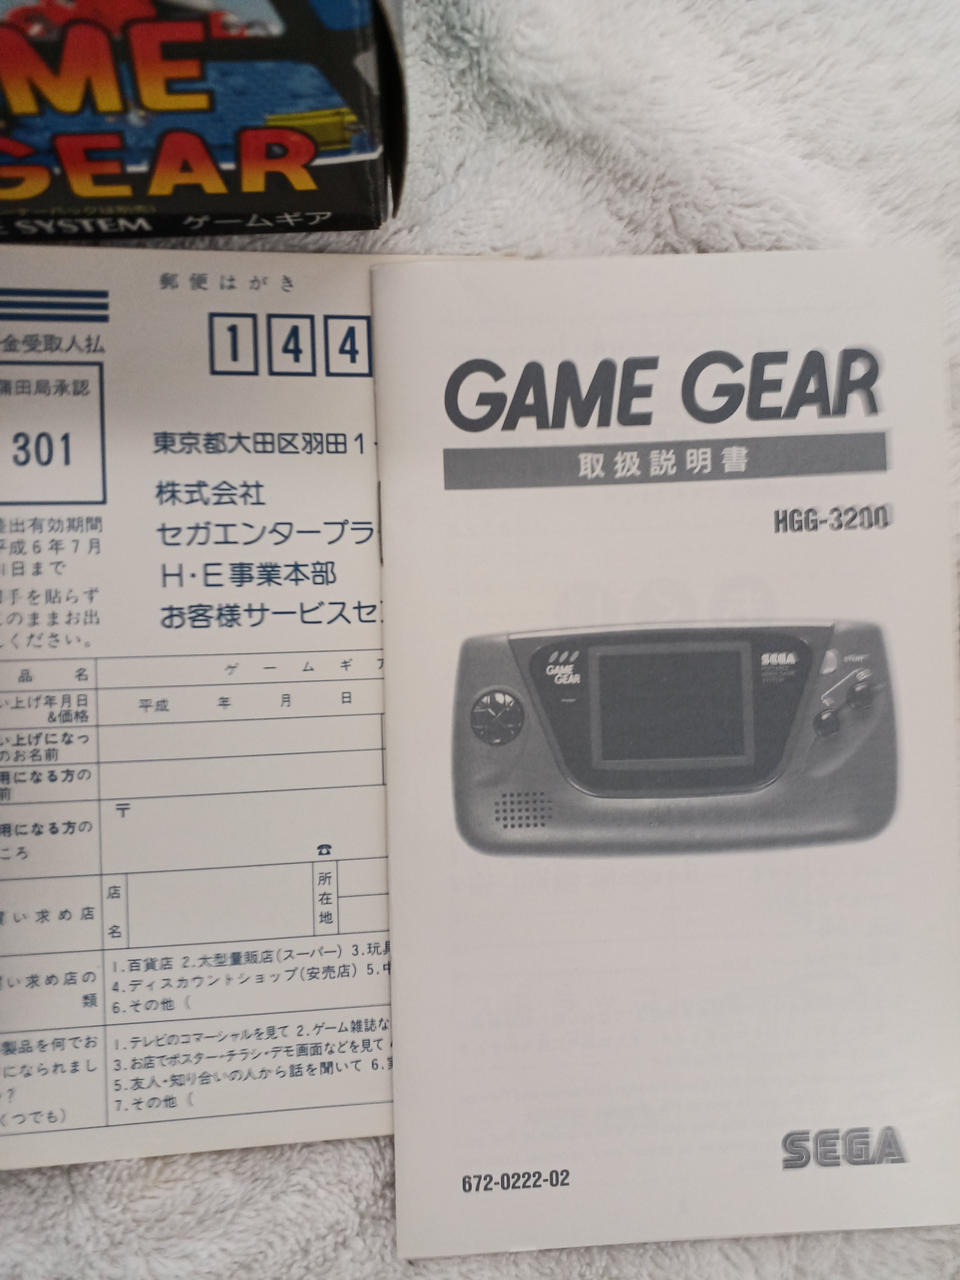 ME
GEAR
SYSTEM ゲームギア
郵便はがき
金受取人払
144
蒲田局承認
301
東京都大田区羽田1
株式会社
セガエンタープラ
H・E事業本部
お客様サービスセ
差出有効期間
平成6年7月
日まで
手を貼らず
このままお出
しください。
品名
ゲームギ
い上げ年月日
&価格
平成 年 月 日
い上げになっ
のお名前
用になる方の
前
用になる方の
ころ
〒
☎
買い求め店
店名
所在地
い求め店の
類
1.百貨店 2.大型量販店(スーパー) 3.玩具
4.ディスカウントショップ(安売店) 5.中
6.その他(
製品を何でお
になられまし
?
くつでも)
1.テレビのコマーシャルを見て 2.ゲーム雑誌な
3.お店でポスター・チラシ・デモ画面などを見て
5.友人・知り合いの人から話を聞いて 6.
7.その他(
GAME GEAR
取扱説明書
HGG-3200
GAME
GEAR
SEGA
START
SEGA
672-0222-02